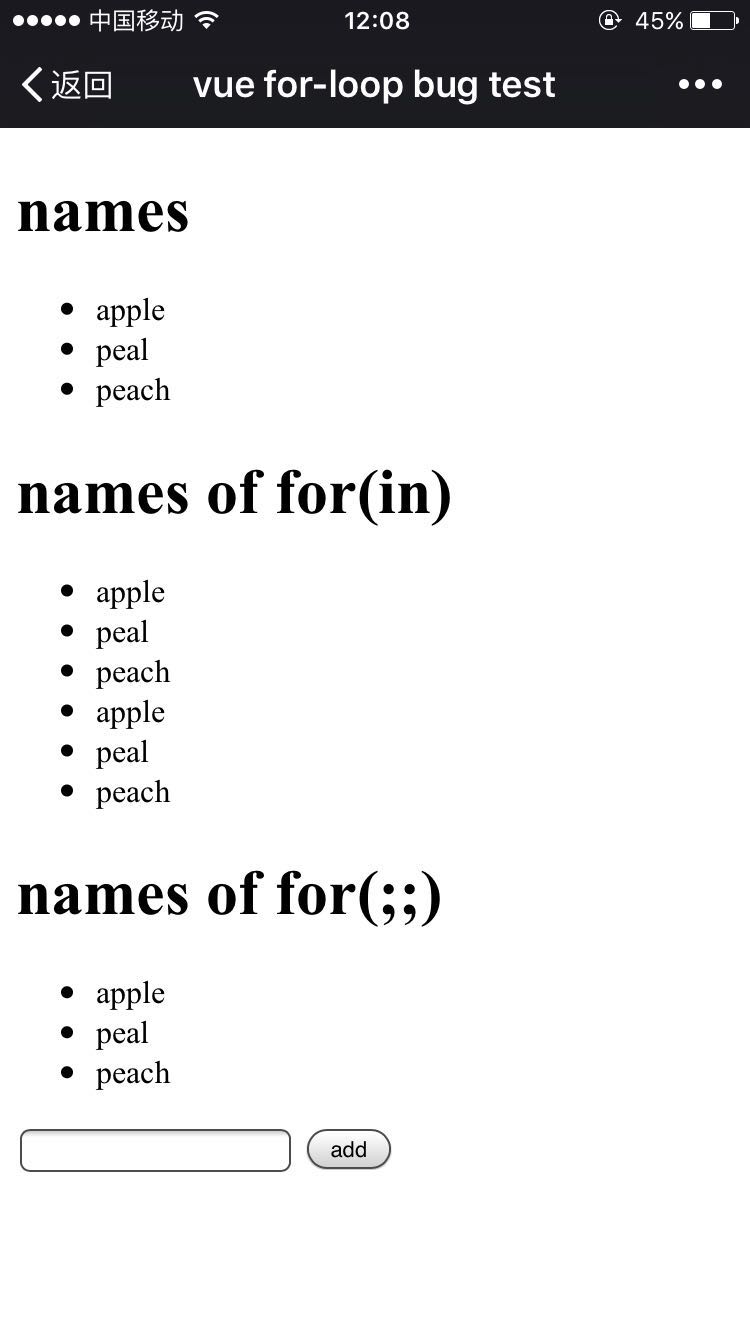 中国移动 12:08 45%
返回 vue for-loop bug test
names
apple
peal
peach
names of for(in)
apple
peal
peach
apple
peal
peach
names of for(;;)
apple
peal
peach
add